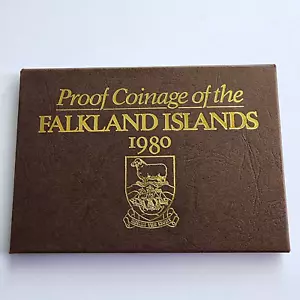 Proof Coinage of the
FALKLAND ISLANDS
1980